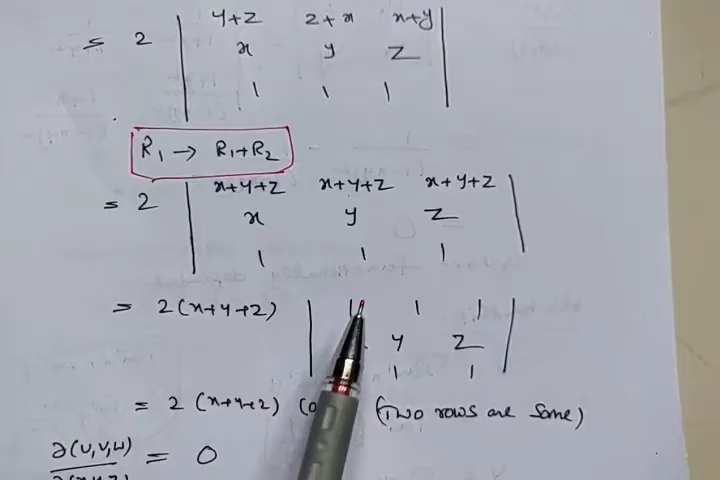 = 2 | y+z z+x x+y |
x y z
1 1 1
R₁ → R₁+R₂
= 2 | x+y+z x+y+z x+y+z |
x y z
1 1 1
= 2(x+y+z) | 1 1 1 |
y z
1 1
= 2 (x+y+z) (Two rows are same)
∂(u,v,w)
= 0